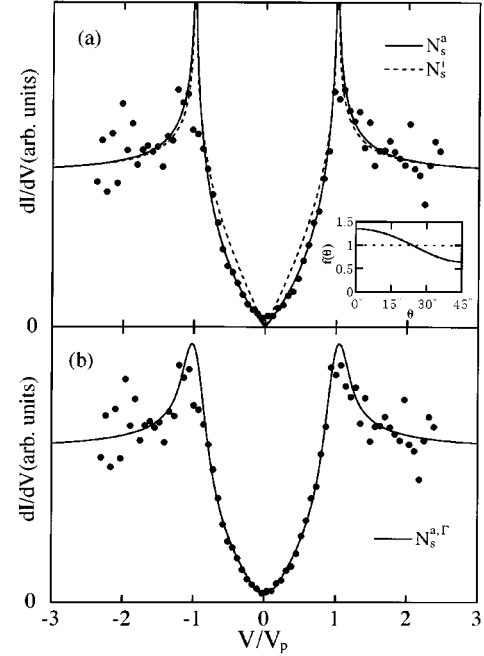 (a)
N_s^a
N_s^i
dI/dV(arb. units)
1.5
1
0.5
0
f(θ)
0° 15° 30° 45°
θ
0
(b)
dI/dV(arb. units)
N_s^{a,Γ}
0
-3 -2 -1 0 1 2 3
V/V_p